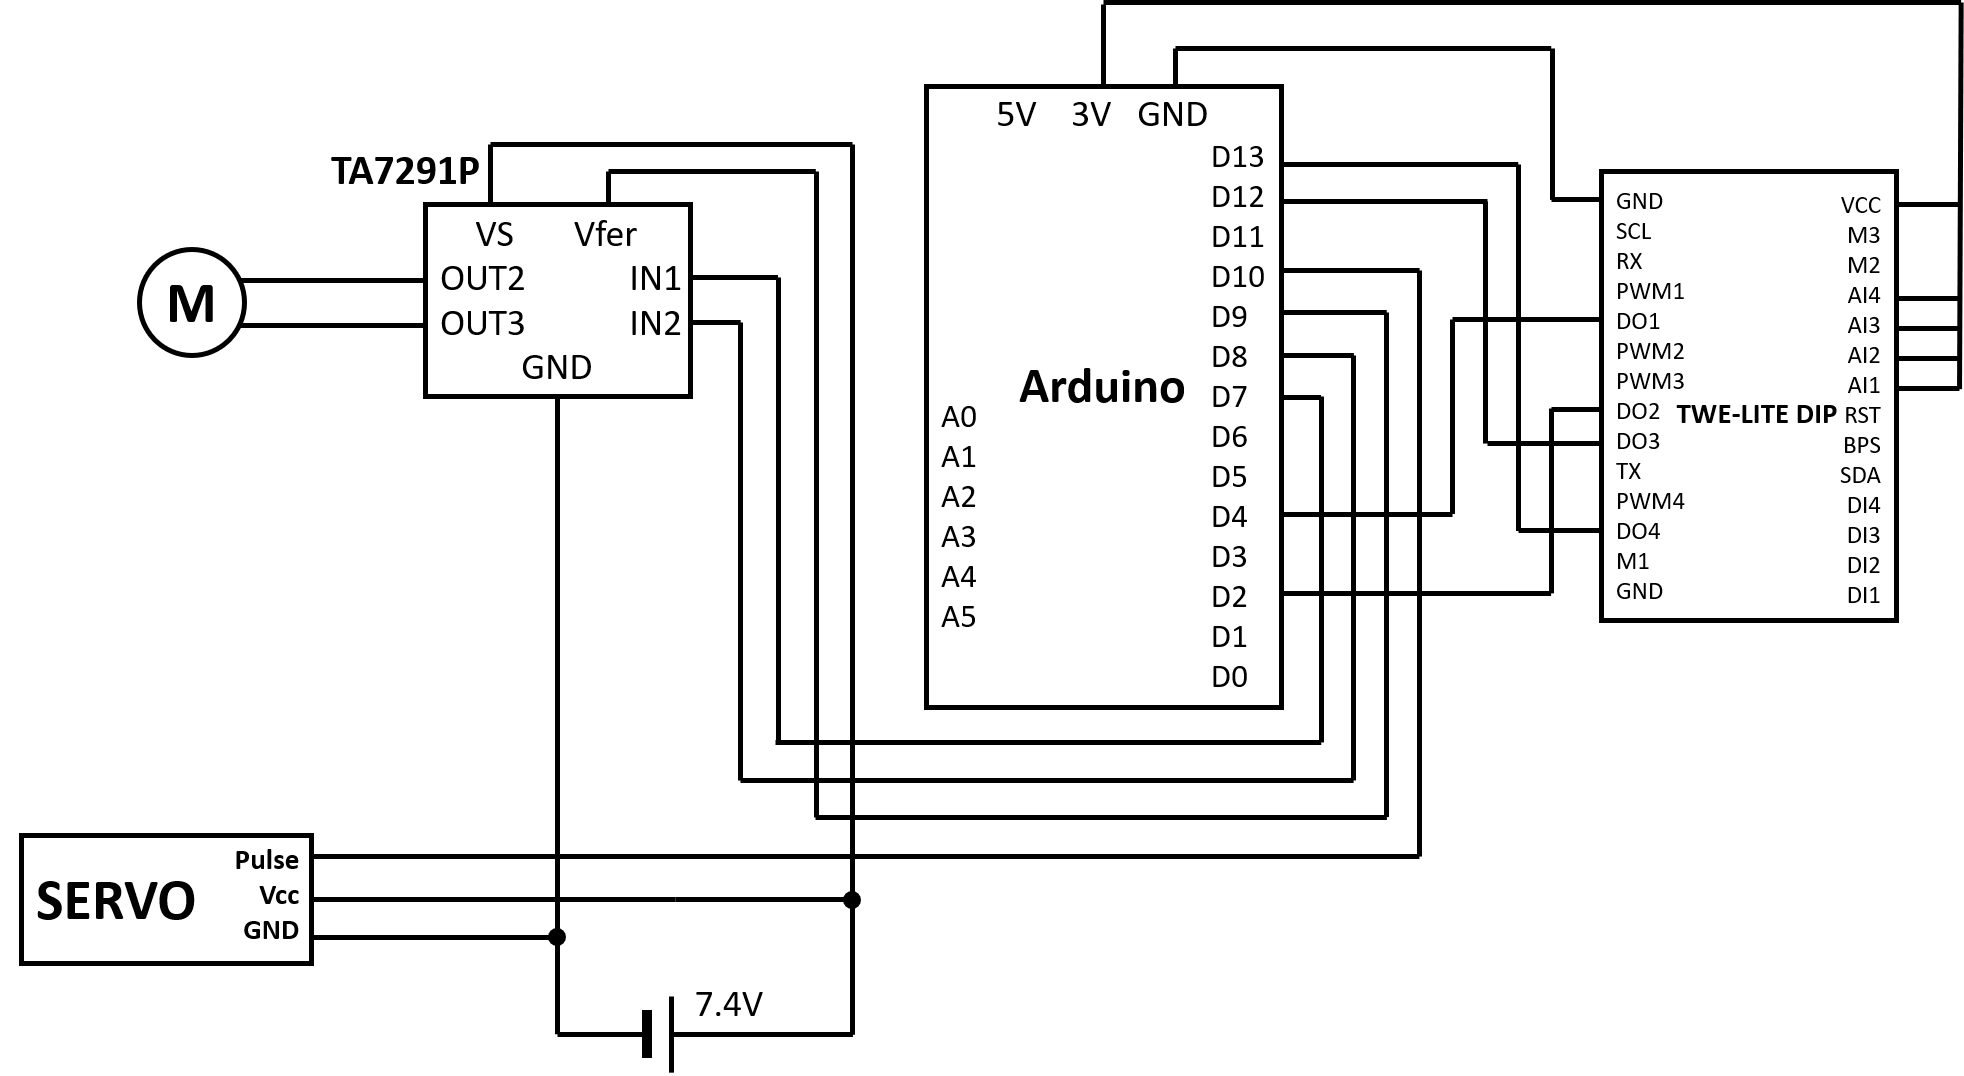 TA7291P
VS Vfer
OUT2 IN1
OUT3 IN2
GND
M
5V 3V GND
D13
D12
D11
D10
D9
D8
D7
D6
D5
D4
D3
D2
D1
D0
Arduino
A0
A1
A2
A3
A4
A5
GND
SCL
RX
PWM1
DO1
PWM2
PWM3
DO2
DO3
TX
PWM4
DO4
M1
GND
TWE-LITE DIP
VCC
M3
M2
AI4
AI3
AI2
AI1
RST
BPS
SDA
DI4
DI3
DI2
DI1
SERVO
Pulse
Vcc
GND
7.4V